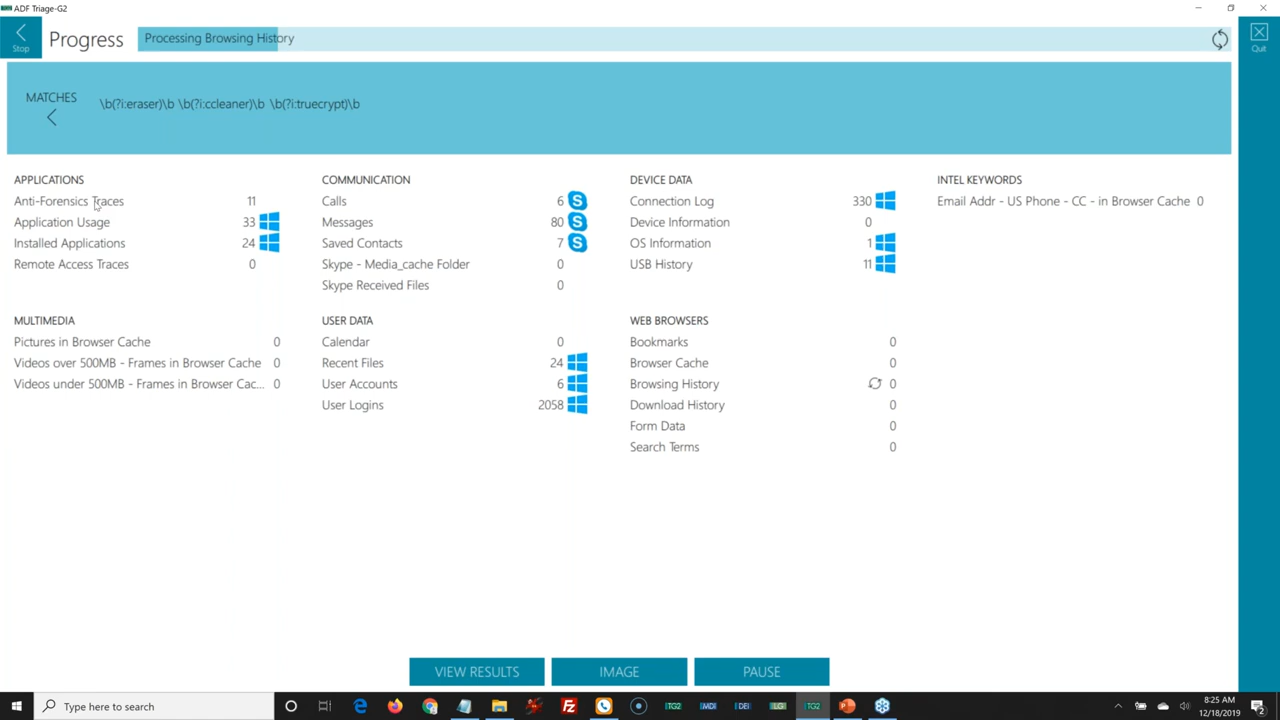 ADF Triage-G2
Stop
Progress
Processing Browsing History
Quit
MATCHES
\b(?i:eraser)\b \b(?i:ccleaner)\b \b(?i:truecrypt)\b
APPLICATIONS
Anti-Forensics Traces 11
Application Usage 33
Installed Applications 24
Remote Access Traces 0
COMMUNICATION
Calls 6
Messages 80
Saved Contacts 7
Skype - Media_cache Folder 0
Skype Received Files 0
DEVICE DATA
Connection Log 330
Device Information 0
OS Information 1
USB History 11
INTEL KEYWORDS
Email Addr - US Phone - CC - in Browser Cache 0
MULTIMEDIA
Pictures in Browser Cache 0
Videos over 500MB - Frames in Browser Cache 0
Videos under 500MB - Frames in Browser Cac... 0
USER DATA
Calendar 0
Recent Files 24
User Accounts 6
User Logins 2058
WEB BROWSERS
Bookmarks 0
Browser Cache 0
Browsing History 0
Download History 0
Form Data 0
Search Terms 0
VIEW RESULTS
IMAGE
PAUSE
Type here to search
TG2
MDI
DEI
LG
TG2
8:25 AM
12/18/2019
2